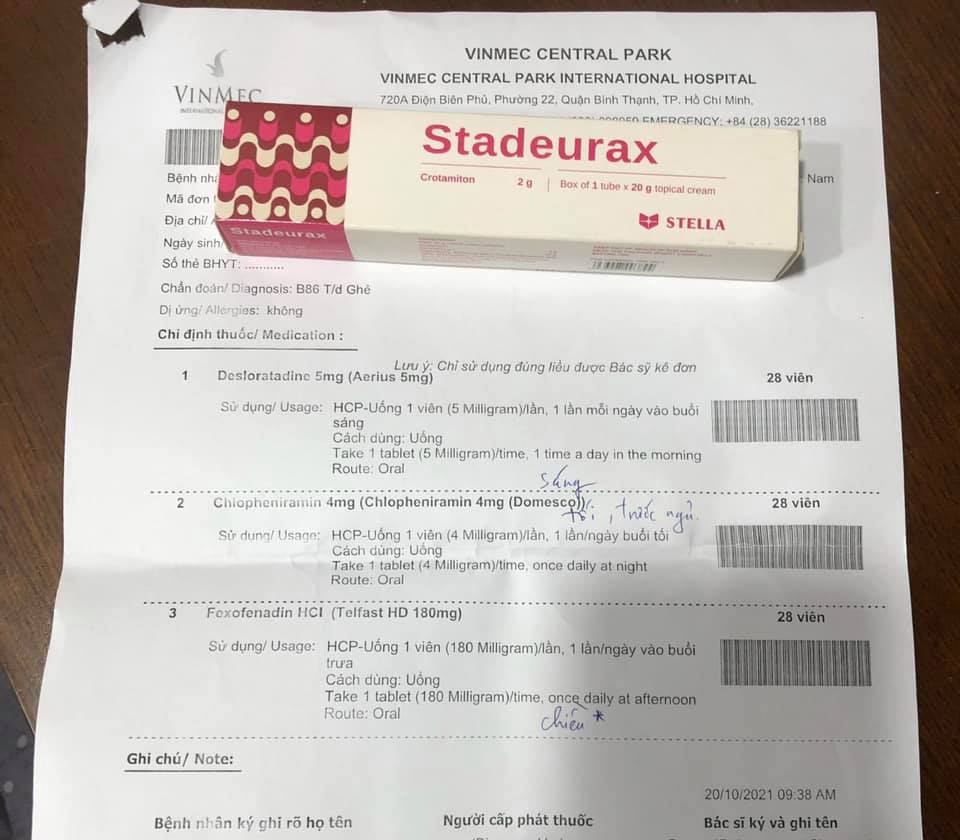 VINMEC CENTRAL PARK
VINMEC CENTRAL PARK INTERNATIONAL HOSPITAL
720A Điện Biên Phủ, Phường 22, Quận Bình Thạnh, TP. Hồ Chí Minh,
EMERGENCY: +84 (28) 36221188
VINMEC
INTERNATIONAL
Stadeurax
Crotamiton 2 g Box of 1 tube x 20 g topical cream
STELLA
Stadeurax
Bệnh nhâ
Nam
Mã đơn
Địa chỉ/
Ngày sinh/
Số thẻ BHYT: ...........
Chẩn đoán/ Diagnosis: B86 T/d Ghẻ
Dị ứng/ Allergies: không
Chỉ định thuốc/ Medication :
Lưu ý: Chỉ sử dụng đúng liều được Bác sỹ kê đơn
1 Desloratadine 5mg (Aerius 5mg) 28 viên
Sử dụng/ Usage: HCP-Uống 1 viên (5 Milligram)/lần, 1 lần mỗi ngày vào buổi
sáng
Cách dùng: Uống
Take 1 tablet (5 Milligram)/time, 1 time a day in the morning
Route: Oral
sáng
2 Chlopheniramin 4mg (Chlopheniramin 4mg (Domesco)) 28 viên
tối, trước ngủ.
Sử dụng/ Usage: HCP-Uống 1 viên (4 Milligram)/lần, 1 lần/ngày buổi tối
Cách dùng: Uống
Take 1 tablet (4 Milligram)/time, once daily at night
Route: Oral
3 Fexofenadin HCl (Telfast HD 180mg) 28 viên
Sử dụng/ Usage: HCP-Uống 1 viên (180 Milligram)/lần, 1 lần/ngày vào buổi
trưa
Cách dùng: Uống
Take 1 tablet (180 Milligram)/time, once daily at afternoon
Route: Oral
chiều *
Ghi chú/ Note:
20/10/2021 09:38 AM
Bệnh nhân ký ghi rõ họ tên Người cấp phát thuốc Bác sĩ ký và ghi tên